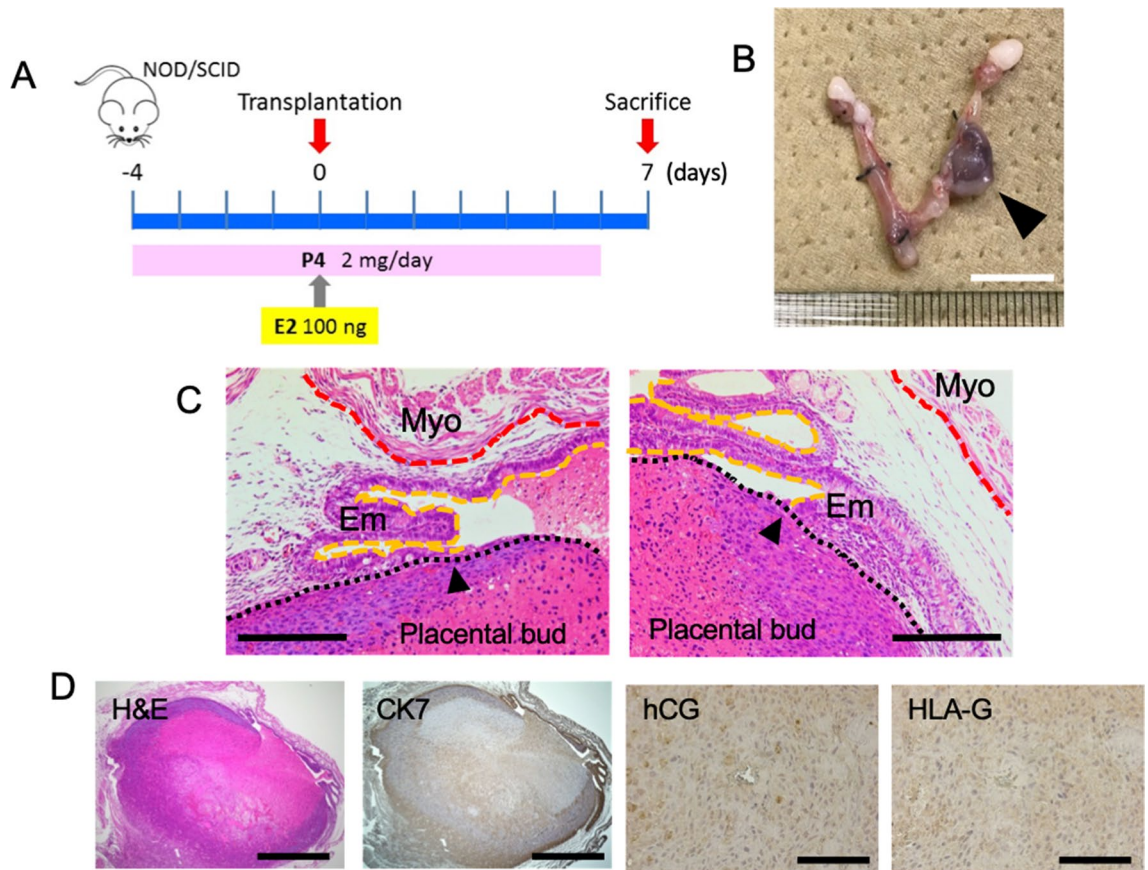 A
NOD/SCID
Transplantation
Sacrifice
-4
0
7 (days)
P4 2 mg/day
E2 100 ng
B
C
Myo
Em
Placental bud
Myo
Em
Placental bud
D
H&E
CK7
hCG
HLA-G